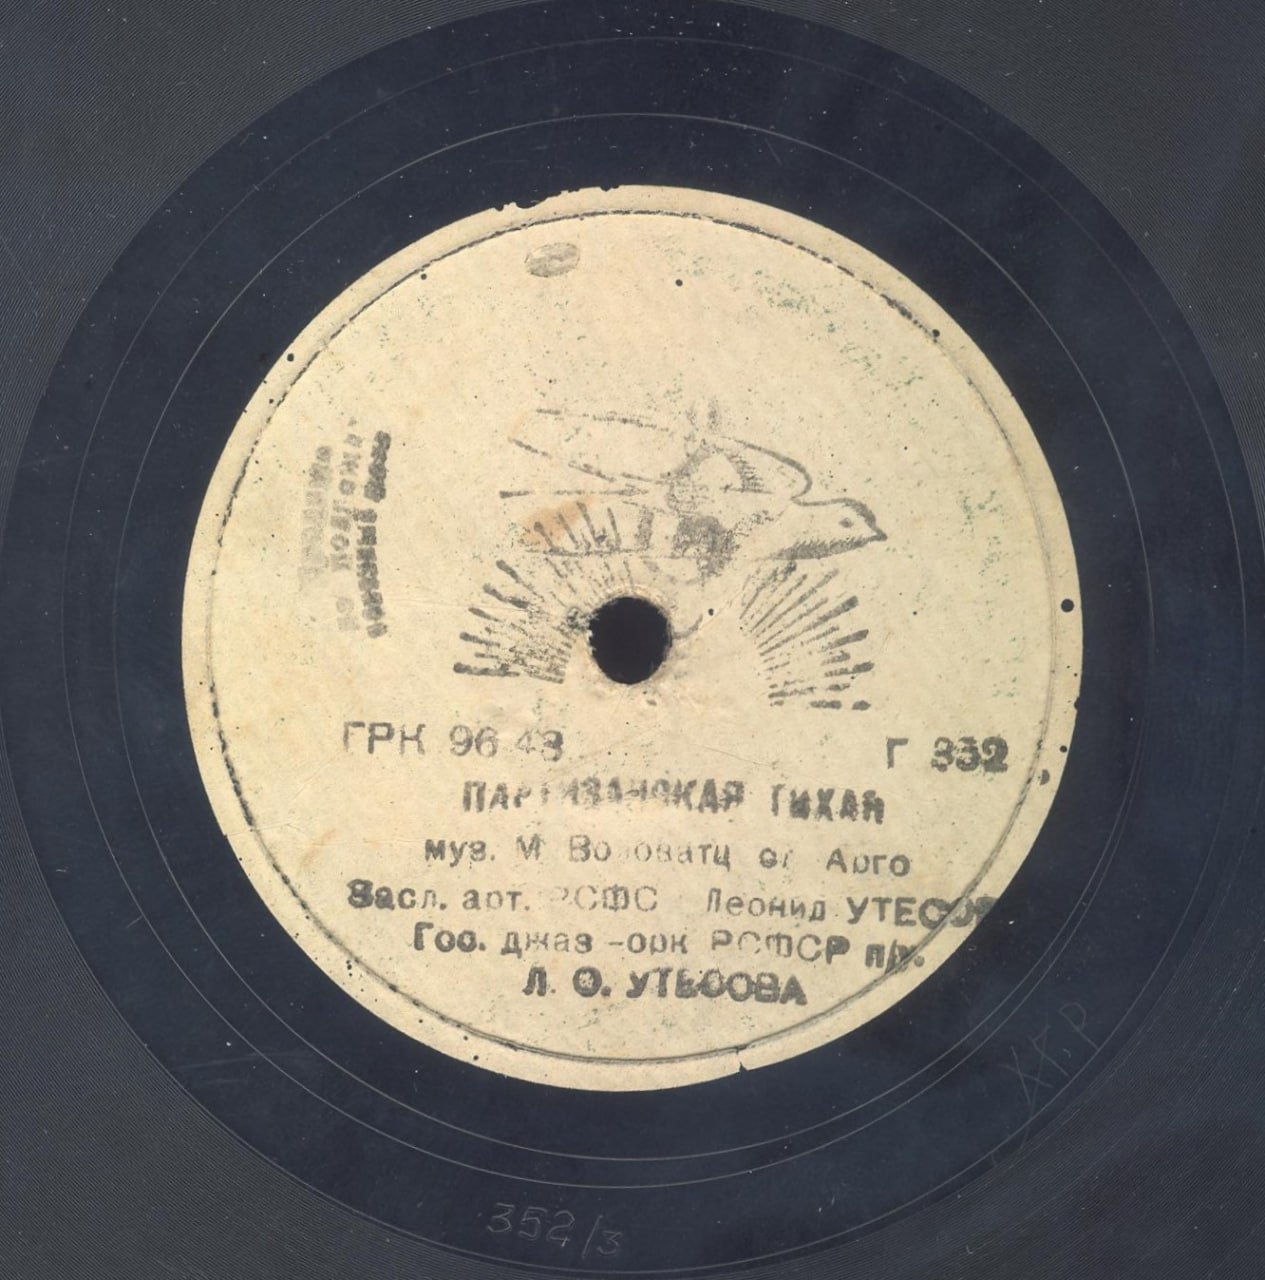 ГРК 96 43 Г 352
ПАРТИЗАНСКАЯ ТИХАЯ
муз. М Воловатц сл Арго
Засл. арт. РСФС Леонид УТЕСОВ
Гос. джаз-орк РСФСР п/у.
Л. О. УТЕСОВА
352/3